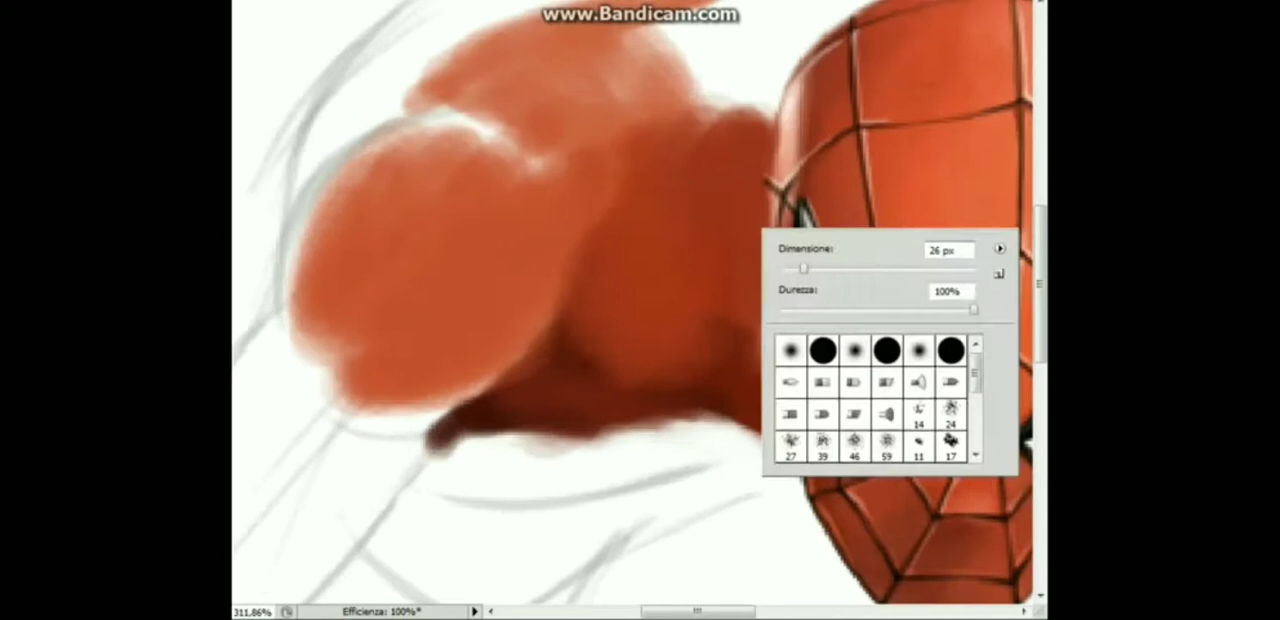 www.Bandicam.com
Dimensione:
26 px
Durezza:
100%
14 24
27 39 46 59 11 17
311,86%
Efficienza: 100%*